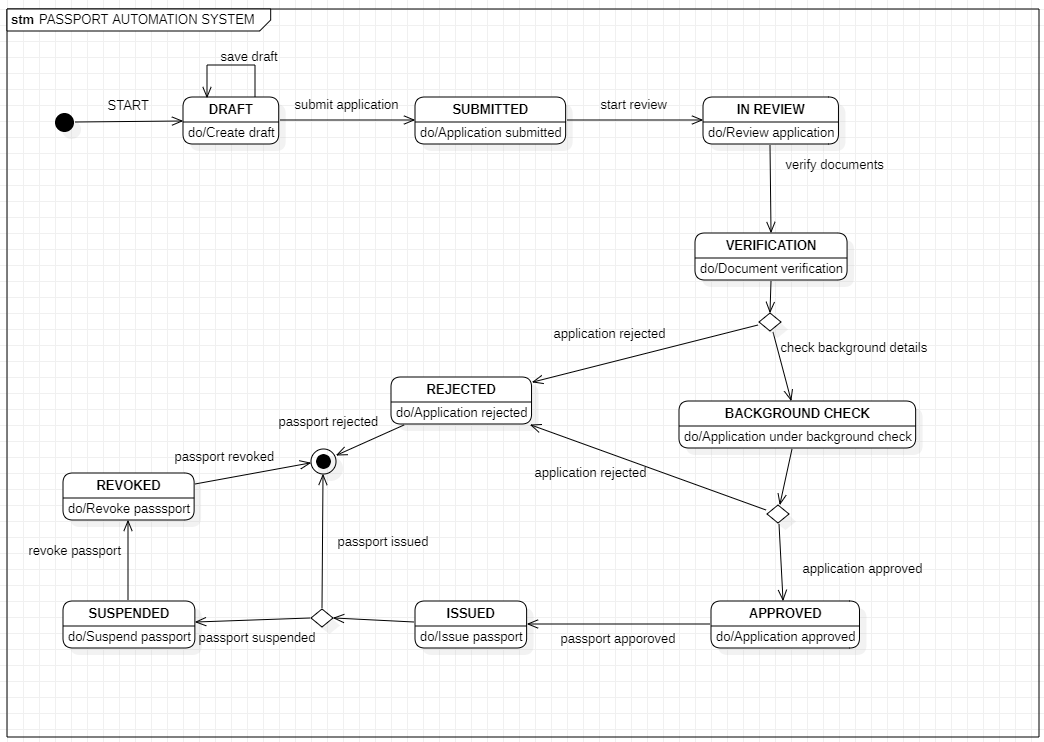 stm PASSPORT AUTOMATION SYSTEM
save draft
START
DRAFT
do/Create draft
submit application
SUBMITTED
do/Application submitted
start review
IN REVIEW
do/Review application
verify documents
VERIFICATION
do/Document verification
application rejected
check background details
REJECTED
do/Application rejected
BACKGROUND CHECK
do/Application under background check
passport rejected
passport revoked
application rejected
REVOKED
do/Revoke passsport
passport issued
revoke passport
application approved
SUSPENDED
do/Suspend passport
passport suspended
ISSUED
do/Issue passport
passport apporoved
APPROVED
do/Application approved